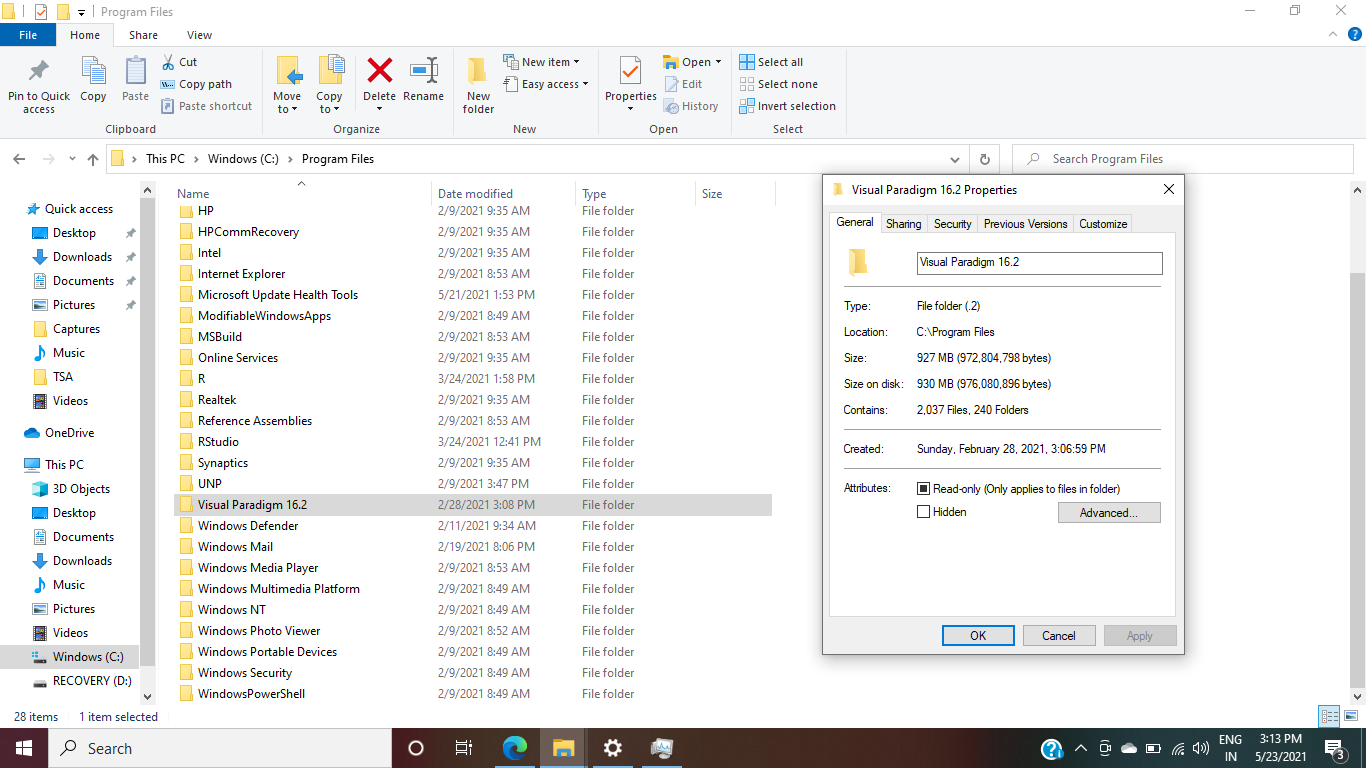 Program Files
File Home Share View
Pin to Quick access
Copy
Paste
Cut
Copy path
Paste shortcut
Clipboard
Move to
Copy to
Delete
Rename
Organize
New folder
New item
Easy access
New
Properties
Open
Edit
History
Open
Select all
Select none
Invert selection
Select
This PC Windows (C:) Program Files
Search Program Files
Quick access
Desktop
Downloads
Documents
Pictures
Captures
Music
TSA
Videos
OneDrive
This PC
3D Objects
Desktop
Documents
Downloads
Music
Pictures
Videos
Windows (C:)
RECOVERY (D:)
Name Date modified Type Size
HP 2/9/2021 9:35 AM File folder
HPCommRecovery 2/9/2021 9:35 AM File folder
Intel 2/9/2021 9:35 AM File folder
Internet Explorer 2/9/2021 8:53 AM File folder
Microsoft Update Health Tools 5/21/2021 1:53 PM File folder
ModifiableWindowsApps 2/9/2021 8:49 AM File folder
MSBuild 2/9/2021 8:53 AM File folder
Online Services 2/9/2021 9:35 AM File folder
R 3/24/2021 1:58 PM File folder
Realtek 2/9/2021 9:35 AM File folder
Reference Assemblies 2/9/2021 8:53 AM File folder
RStudio 3/24/2021 12:41 PM File folder
Synaptics 2/9/2021 9:35 AM File folder
UNP 2/9/2021 3:47 PM File folder
Visual Paradigm 16.2 2/28/2021 3:08 PM File folder
Windows Defender 2/11/2021 9:34 AM File folder
Windows Mail 2/19/2021 8:06 PM File folder
Windows Media Player 2/9/2021 8:53 AM File folder
Windows Multimedia Platform 2/9/2021 8:49 AM File folder
Windows NT 2/9/2021 8:49 AM File folder
Windows Photo Viewer 2/9/2021 8:52 AM File folder
Windows Portable Devices 2/9/2021 8:49 AM File folder
Windows Security 2/9/2021 8:49 AM File folder
WindowsPowerShell 2/9/2021 8:49 AM File folder
Visual Paradigm 16.2 Properties
General Sharing Security Previous Versions Customize
Visual Paradigm 16.2
Type: File folder (.2)
Location: C:\Program Files
Size: 927 MB (972,804,798 bytes)
Size on disk: 930 MB (976,080,896 bytes)
Contains: 2,037 Files, 240 Folders
Created: Sunday, February 28, 2021, 3:06:59 PM
Attributes: Read-only (Only applies to files in folder)
Hidden Advanced...
OK Cancel Apply
28 items 1 item selected
Search
ENG
IN
3:13 PM
5/23/2021
3